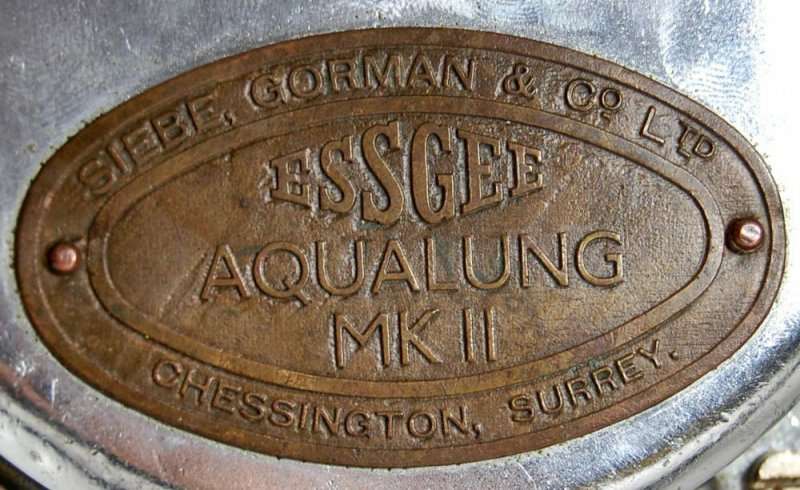 SIEBE, GORMAN & Cº LTD
ESSGEE
AQUALUNG
MK II
CHESSINGTON, SURREY.